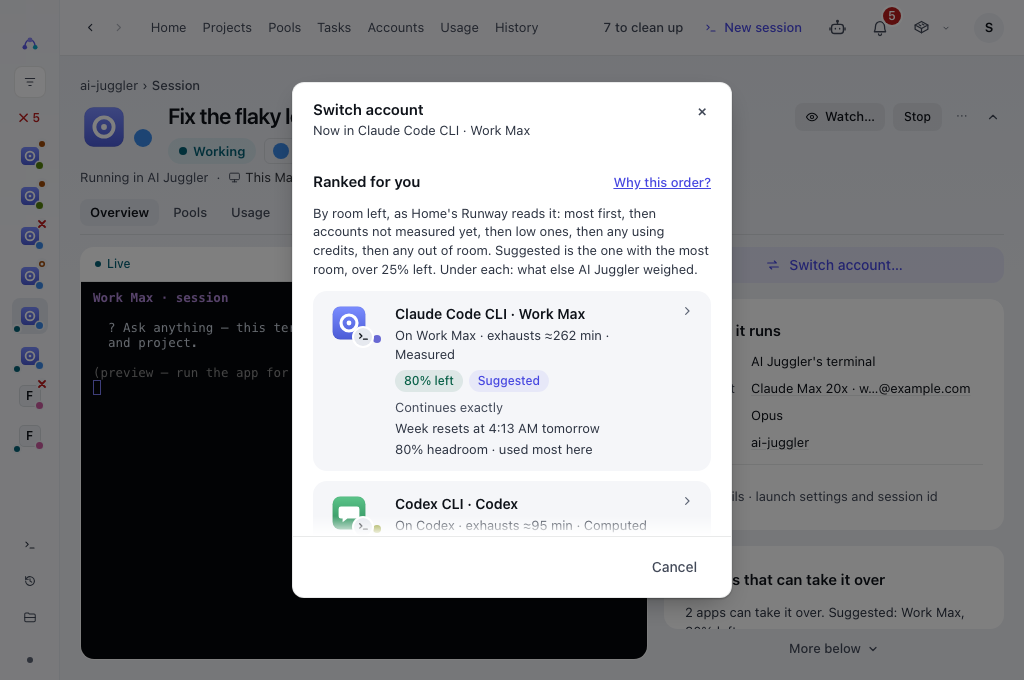 Home Projects Pools Tasks Accounts Usage History 7 to clean up New session 5 S
5
ai-juggler › Session
Fix the flaky l
Watch... Stop
Working
Running in AI Juggler · This Ma
Overview Pools Usage
Live
Work Max · session
? Ask anything — this ter
and project.
(preview — run the app for
F
F
Switch account...
it runs
AI Juggler's terminal
t Claude Max 20x · w...@example.com
Opus
ai-juggler
ils · launch settings and session id
s that can take it over
2 apps can take it over. Suggested: Work Max,
More below
Switch account
Now in Claude Code CLI · Work Max
Ranked for you
Why this order?
By room left, as Home's Runway reads it: most first, then
accounts not measured yet, then low ones, then any using
credits, then any out of room. Suggested is the one with the most
room, over 25% left. Under each: what else AI Juggler weighed.
Claude Code CLI · Work Max
On Work Max · exhausts ≈262 min ·
Measured
80% left Suggested
Continues exactly
Week resets at 4:13 AM tomorrow
80% headroom · used most here
Codex CLI · Codex
On Codex · exhausts ≈95 min · Computed
Cancel